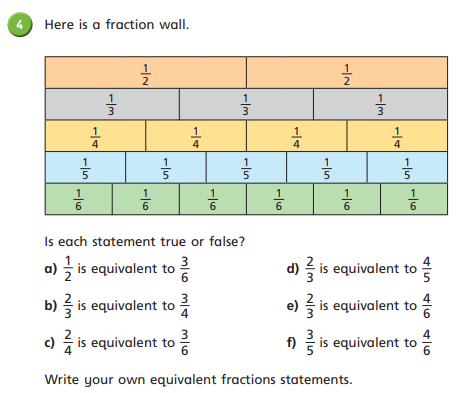 4 Here is a fraction wall.
1/2 1/2
1/3 1/3 1/3
1/4 1/4 1/4 1/4
1/5 1/5 1/5 1/5 1/5
1/6 1/6 1/6 1/6 1/6 1/6
Is each statement true or false?
a) 1/2 is equivalent to 3/6
b) 2/3 is equivalent to 3/4
c) 2/4 is equivalent to 3/6
d) 2/3 is equivalent to 4/5
e) 2/3 is equivalent to 4/6
f) 3/5 is equivalent to 4/6
Write your own equivalent fractions statements.